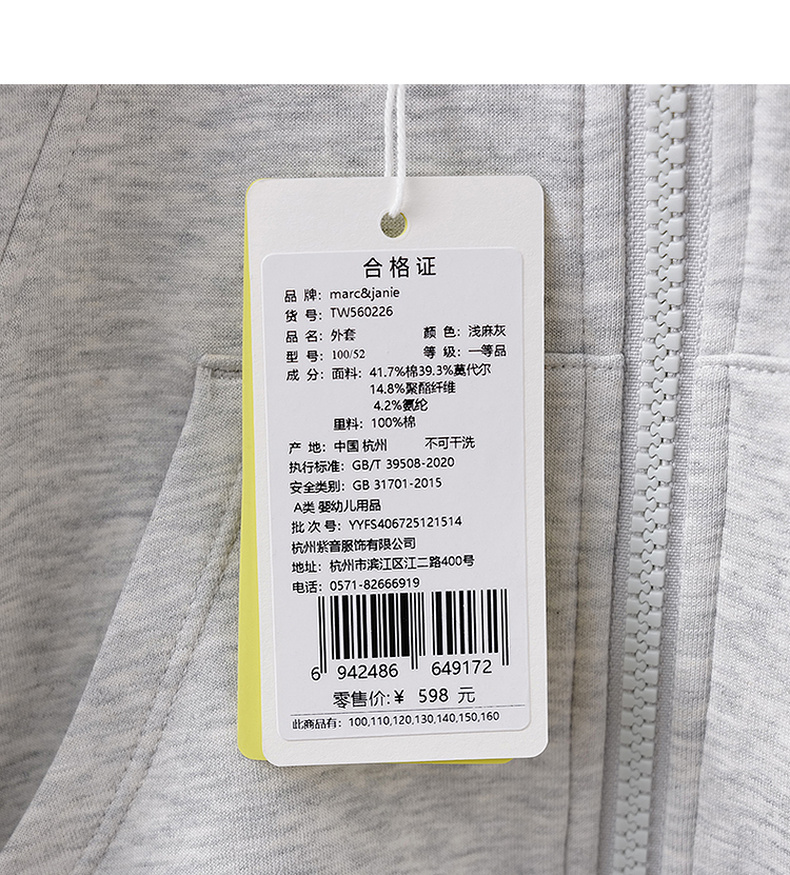 合格证
品 牌: marc&janie
货 号: TW560226
品 名: 外套 颜 色: 浅麻灰
型 号: 100/52 等 级: 一等品
成 分: 面料: 41.7%棉39.3%莫代尔
14.8%聚酯纤维
4.2%氨纶
里料: 100%棉
产 地: 中国 杭州 不可干洗
执行标准: GB/T 39508-2020
安全类别: GB 31701-2015
A类 婴幼儿用品
批 次 号: YYFS406725121514
杭州紫音服饰有限公司
地址: 杭州市滨江区江二路400号
电话: 0571-82666919
6 942486 649172
零售价:¥ 598 元
此商品有: 100,110,120,130,140,150,160